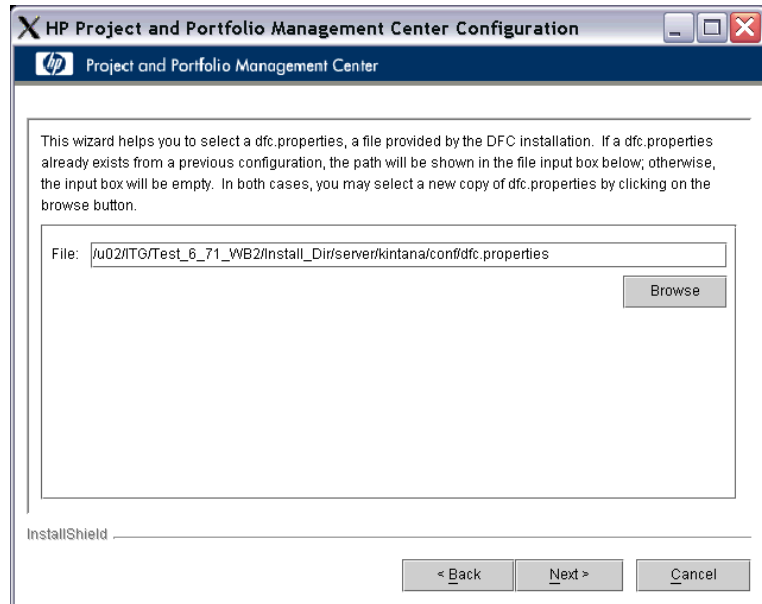 X HP Project and Portfolio Management Center Configuration
hp Project and Portfolio Management Center
This wizard helps you to select a dfc.properties, a file provided by the DFC installation. If a dfc.properties
already exists from a previous configuration, the path will be shown in the file input box below; otherwise,
the input box will be empty. In both cases, you may select a new copy of dfc.properties by clicking on the
browse button.
File: /u02/ITG/Test_6_71_WB2/Install_Dir/server/kintana/conf/dfc.properties
Browse
InstallShield
< Back Next > Cancel